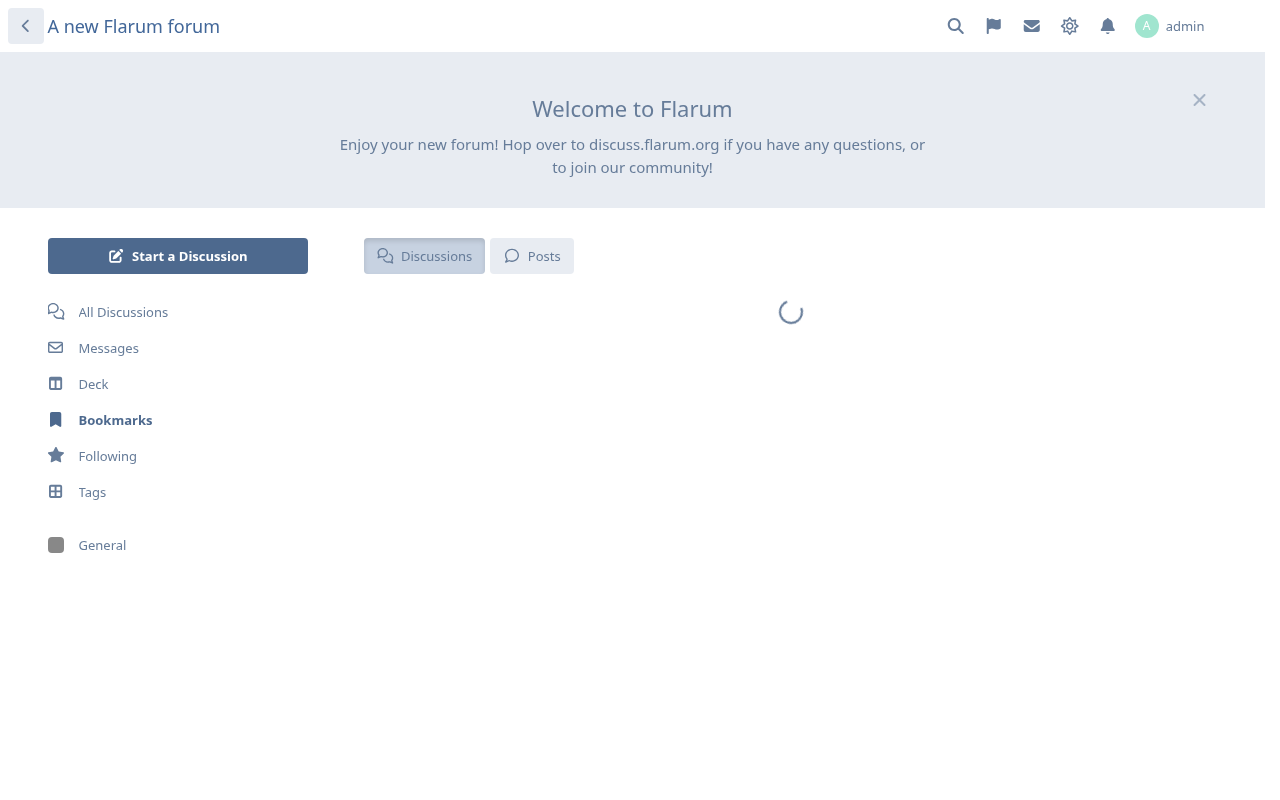 A new Flarum forum
A admin
Welcome to Flarum
Enjoy your new forum! Hop over to discuss.flarum.org if you have any questions, or
to join our community!
Start a Discussion
Discussions
Posts
All Discussions
Messages
Deck
Bookmarks
Following
Tags
General